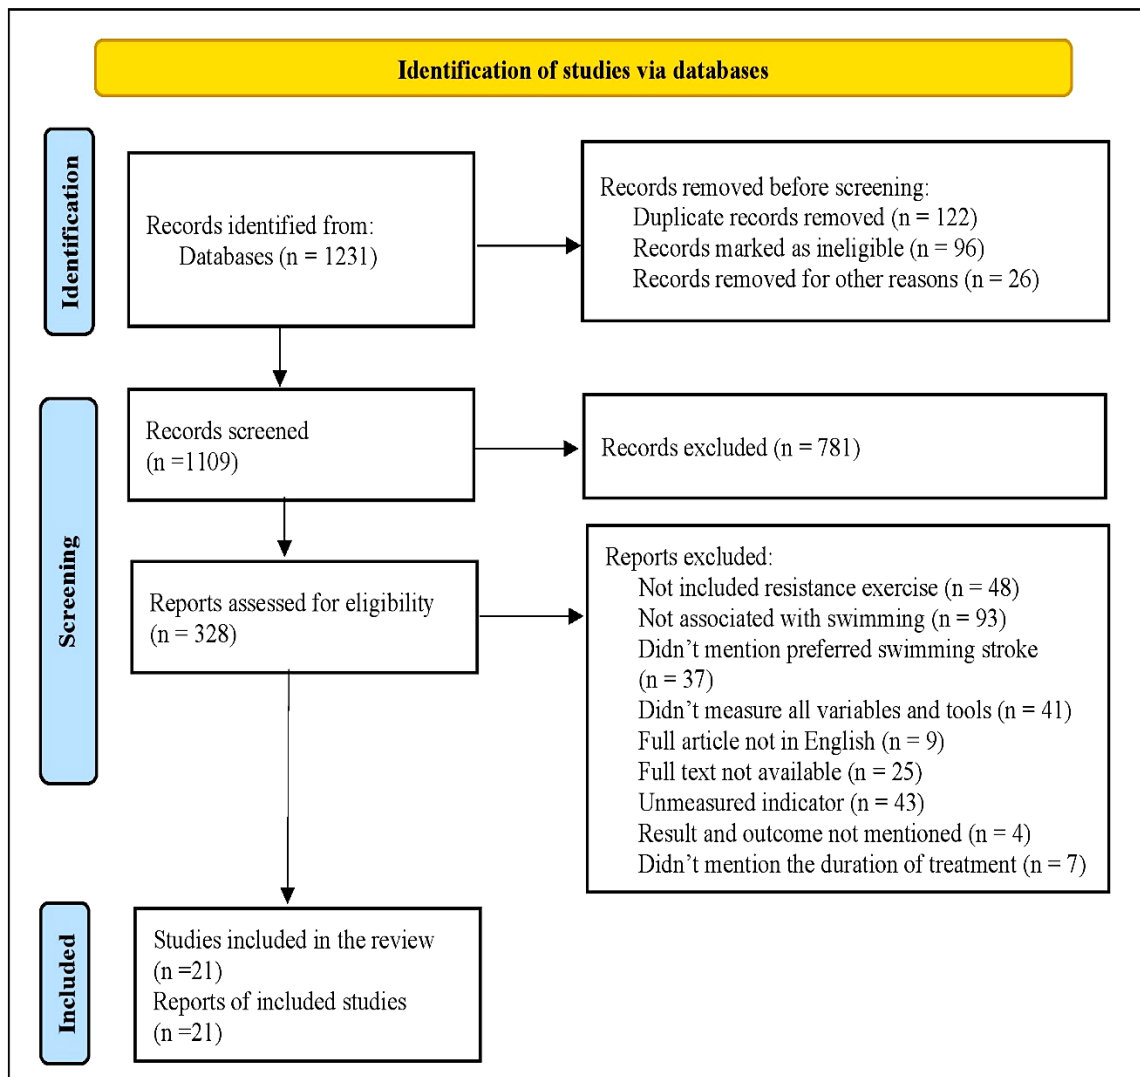 Identification of studies via databases
Identification
Records identified from:
Databases (n = 1231)
Records removed before screening:
Duplicate records removed (n = 122)
Records marked as ineligible (n = 96)
Records removed for other reasons (n = 26)
Screening
Records screened
(n =1109)
Records excluded (n = 781)
Reports assessed for eligibility
(n = 328)
Reports excluded:
Not included resistance exercise (n = 48)
Not associated with swimming (n = 93)
Didn’t mention preferred swimming stroke
(n = 37)
Didn’t measure all variables and tools (n = 41)
Full article not in English (n = 9)
Full text not available (n = 25)
Unmeasured indicator (n = 43)
Result and outcome not mentioned (n = 4)
Didn’t mention the duration of treatment (n = 7)
Included
Studies included in the review
(n =21)
Reports of included studies
(n =21)